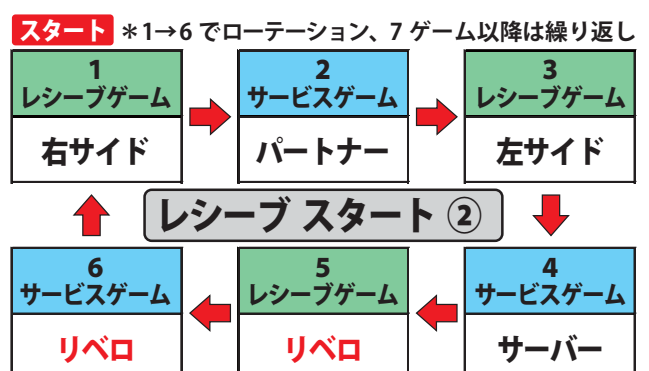 スタート ＊1→6 でローテーション、7 ゲーム以降は繰り返し
1
レシーブゲーム
右サイド
2
サービスゲーム
パートナー
3
レシーブゲーム
左サイド
レシーブ スタート ②
6
サービスゲーム
リベロ
5
レシーブゲーム
リベロ
4
サービスゲーム
サーバー